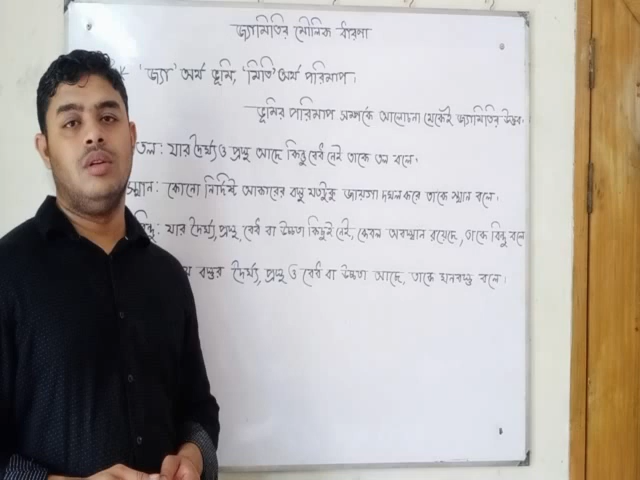 জ্যামিতির মৌলিক ধারণা
* 'জ্যা' অর্থ ভূমি, 'মিতি' অর্থ পরিমাপ।
ভূমির পরিমাপ সম্পর্কে আলোচনা থেকেই জ্যামিতির উদ্ভব।
তল: যার দৈর্ঘ্য ও প্রস্থ আছে কিন্তু বেধ নেই তাকে তল বলে।
স্থান: কোনো নির্দিষ্ট আকারের বস্তু যতটুকু জায়গা দখল করে তাকে স্থান বলে।
বিন্দু: যার দৈর্ঘ্য, প্রস্থ, বেধ বা উচ্চতা কিছুই নেই, কেবল অবস্থান রয়েছে, তাকে বিন্দু বলে
বস্তুর দৈর্ঘ্য, প্রস্থ ও বেধ বা উচ্চতা আছে, তাকে ঘনবস্তু বলে।